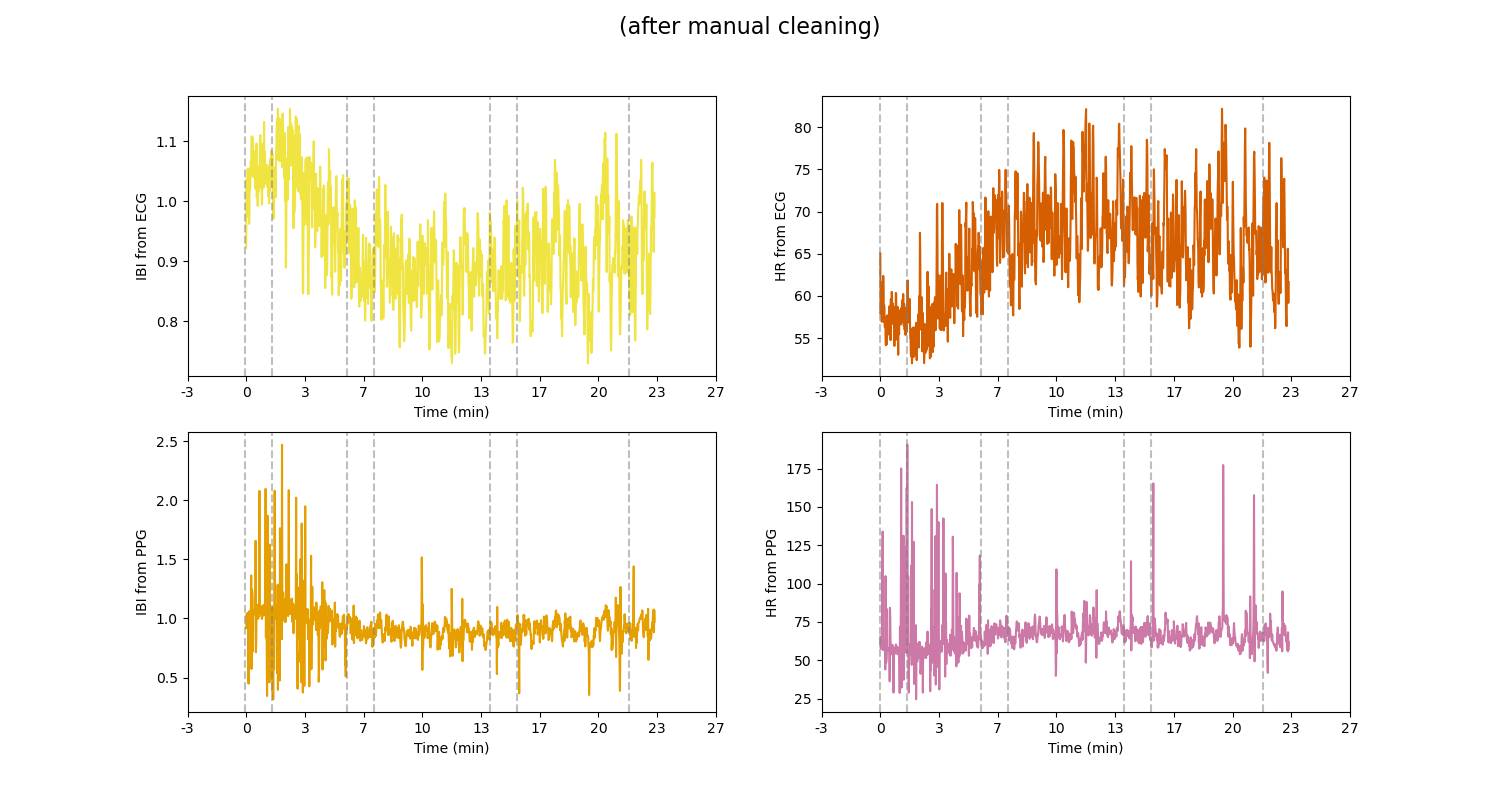 (after manual cleaning)
IBI from ECG
1.1
1.0
0.9
0.8
-3 0 3 7 10 13 17 20 23 27
Time (min)
HR from ECG
80
75
70
65
60
55
-3 0 3 7 10 13 17 20 23 27
Time (min)
IBI from PPG
2.5
2.0
1.5
1.0
0.5
-3 0 3 7 10 13 17 20 23 27
Time (min)
HR from PPG
175
150
125
100
75
50
25
-3 0 3 7 10 13 17 20 23 27
Time (min)